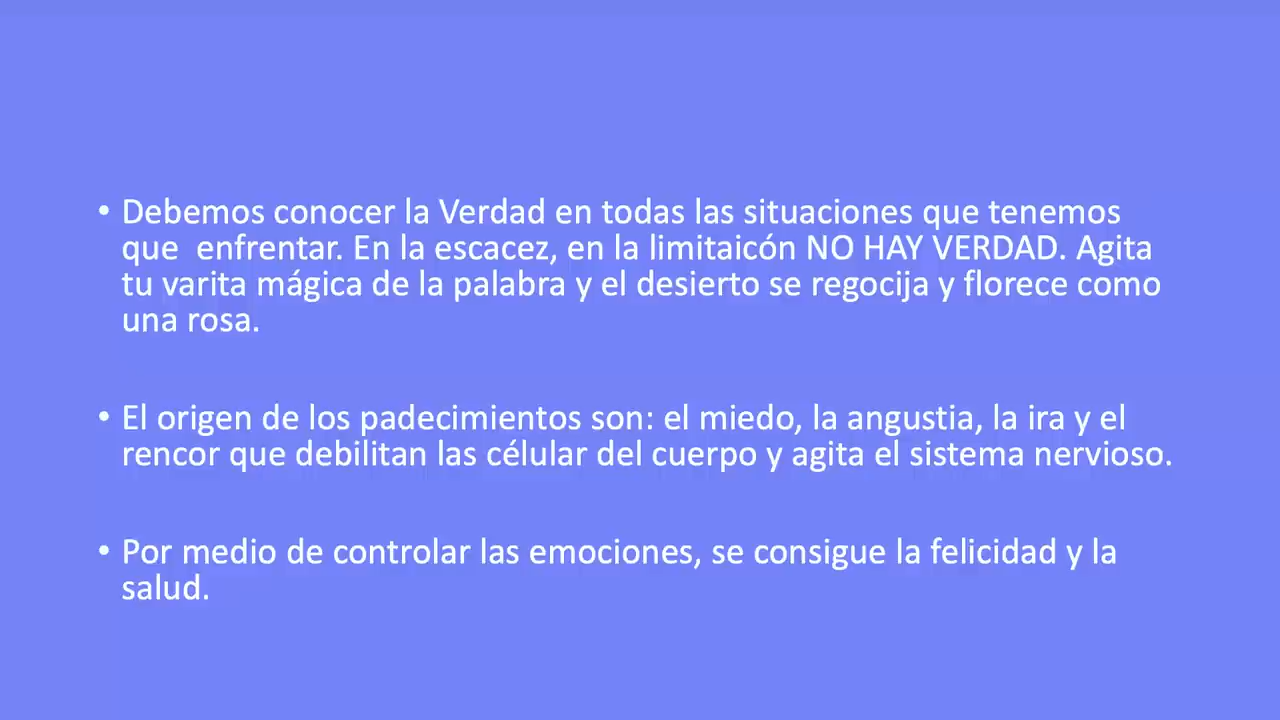 • Debemos conocer la Verdad en todas las situaciones que tenemos
que  enfrentar. En la escacez, en la limitaicón NO HAY VERDAD. Agita
tu varita mágica de la palabra y el desierto se regocija y florece como
una rosa.
• El origen de los padecimientos son: el miedo, la angustia, la ira y el
rencor que debilitan las célular del cuerpo y agita el sistema nervioso.
• Por medio de controlar las emociones, se consigue la felicidad y la
salud.